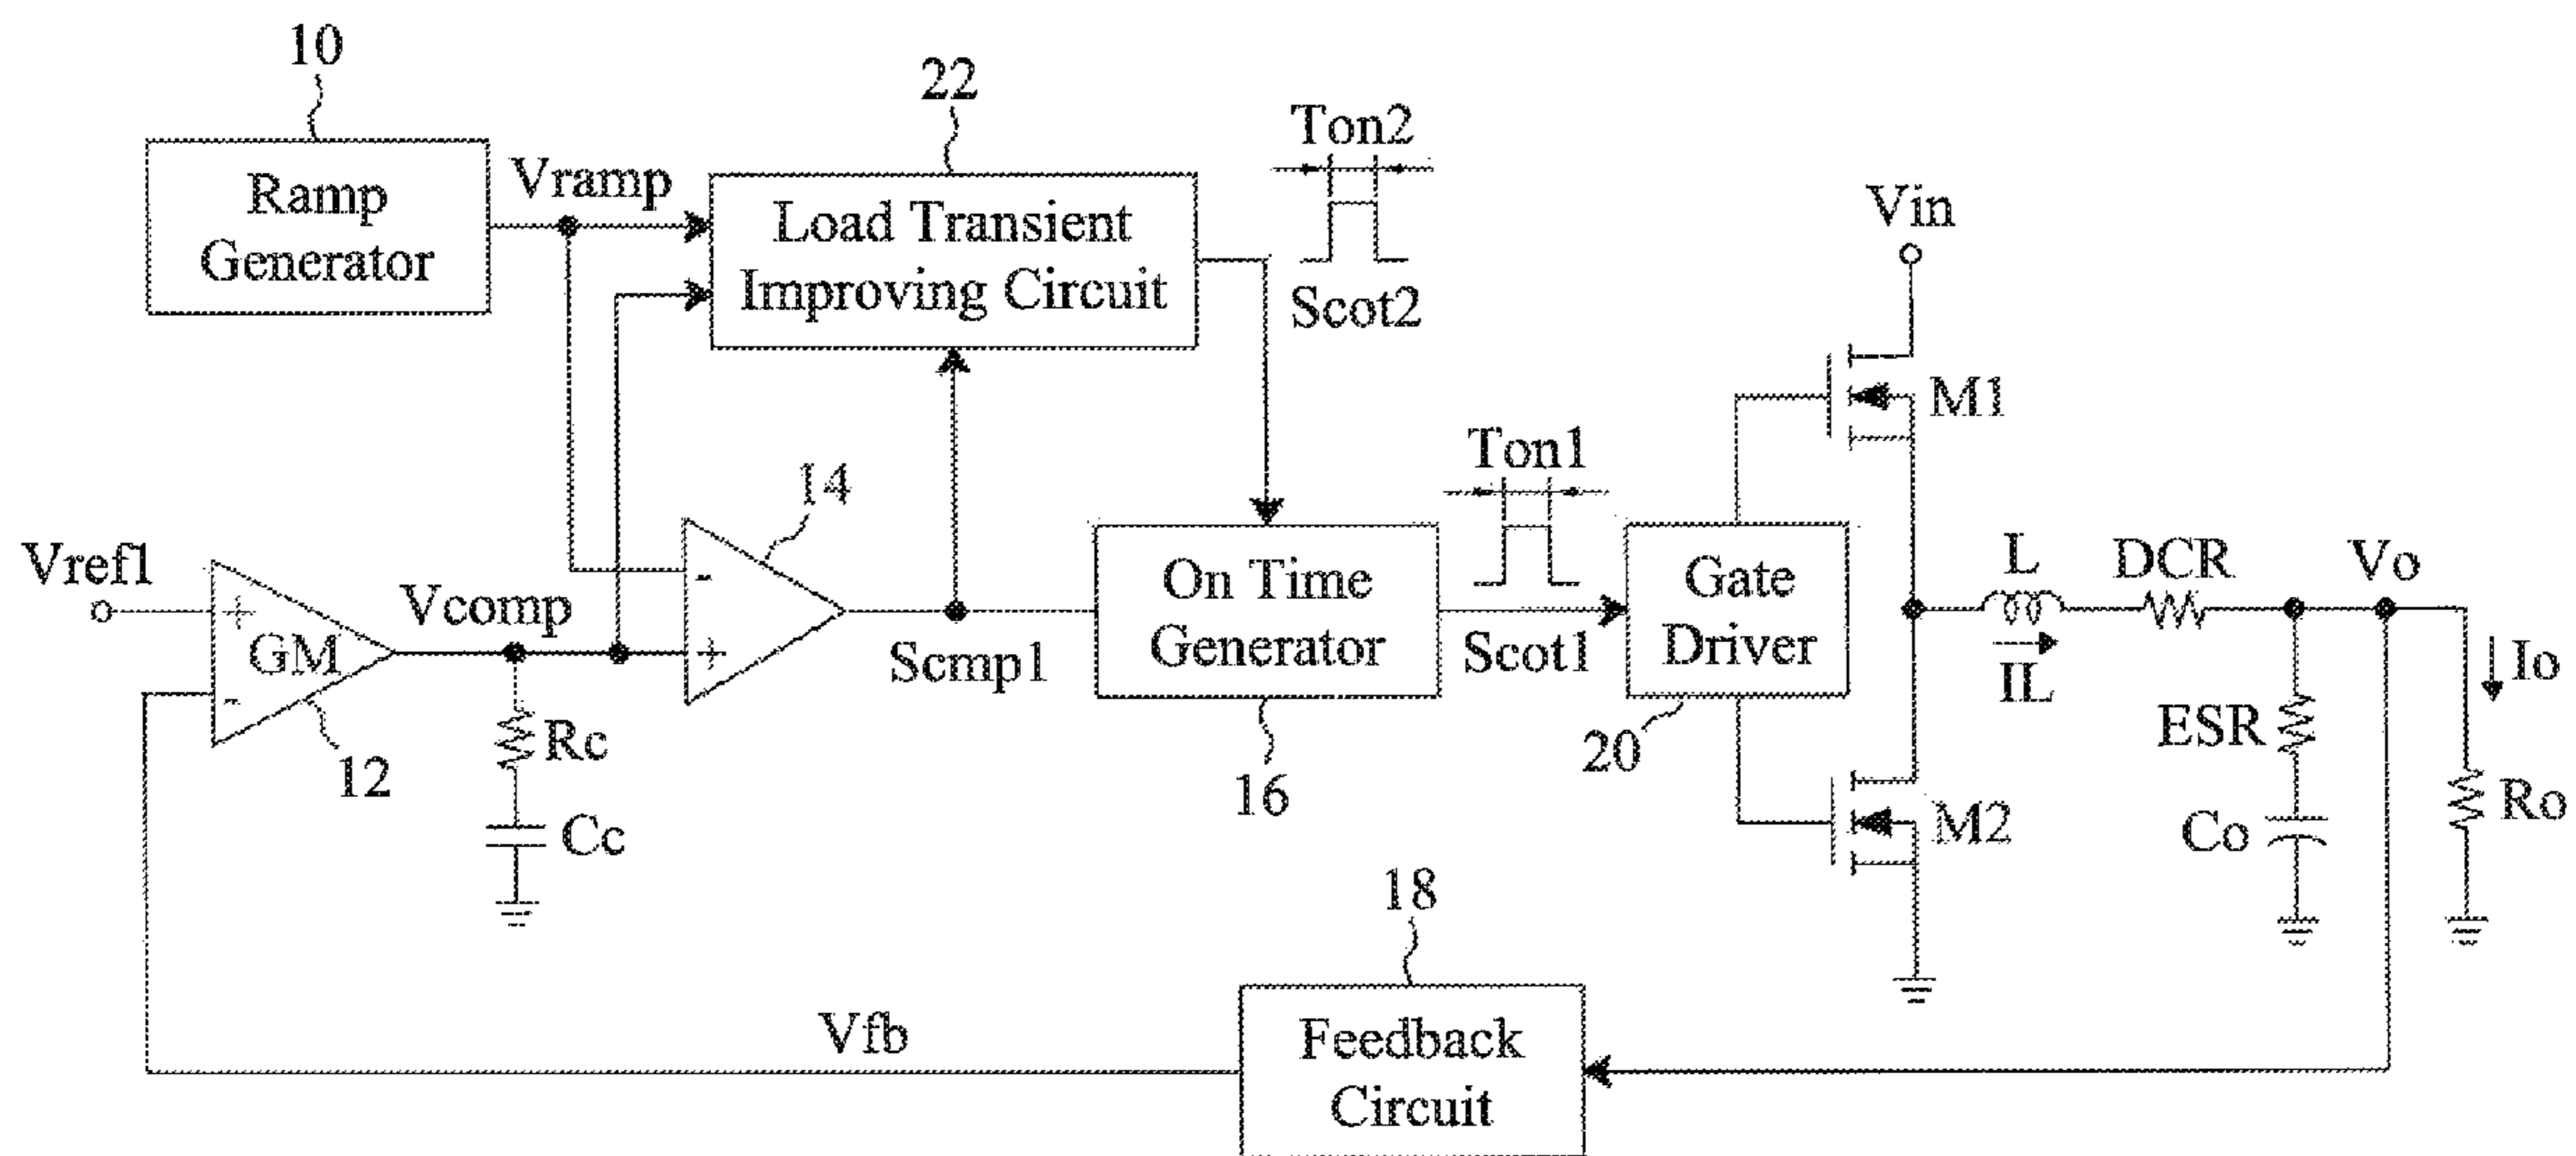 10
22
Ton2
Ramp
Generator
Vramp
Load Transient
Improving Circuit
Scot2
Vin
M1
14
Ton1
Vref1
+
GM
-
12
Vcomp
-
+
Scmp1
On Time
Generator
16
Scot1
Gate
Driver
20
L
IL
DCR
Vo
Io
ESR
Co
Ro
Rc
Cc
M2
18
Vfb
Feedback
Circuit